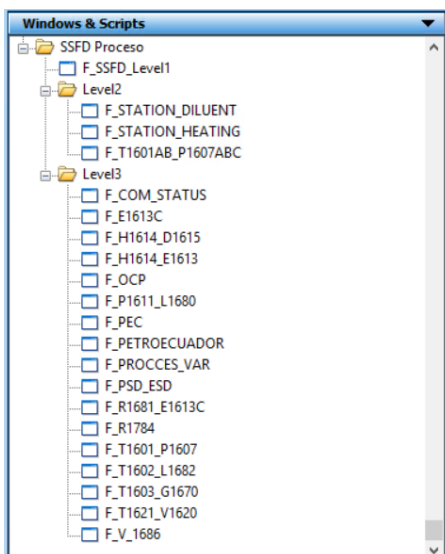 Windows & Scripts
SSFD Proceso
F_SSFD_Level1
Level2
F_STATION_DILUENT
F_STATION_HEATING
F_T1601AB_P1607ABC
Level3
F_COM_STATUS
F_E1613C
F_H1614_D1615
F_H1614_E1613
F_OCP
F_P1611_L1680
F_PEC
F_PETROECUADOR
F_PROCCES_VAR
F_PSD_ESD
F_R1681_E1613C
F_R1784
F_T1601_P1607
F_T1602_L1682
F_T1603_G1670
F_T1621_V1620
F_V_1686